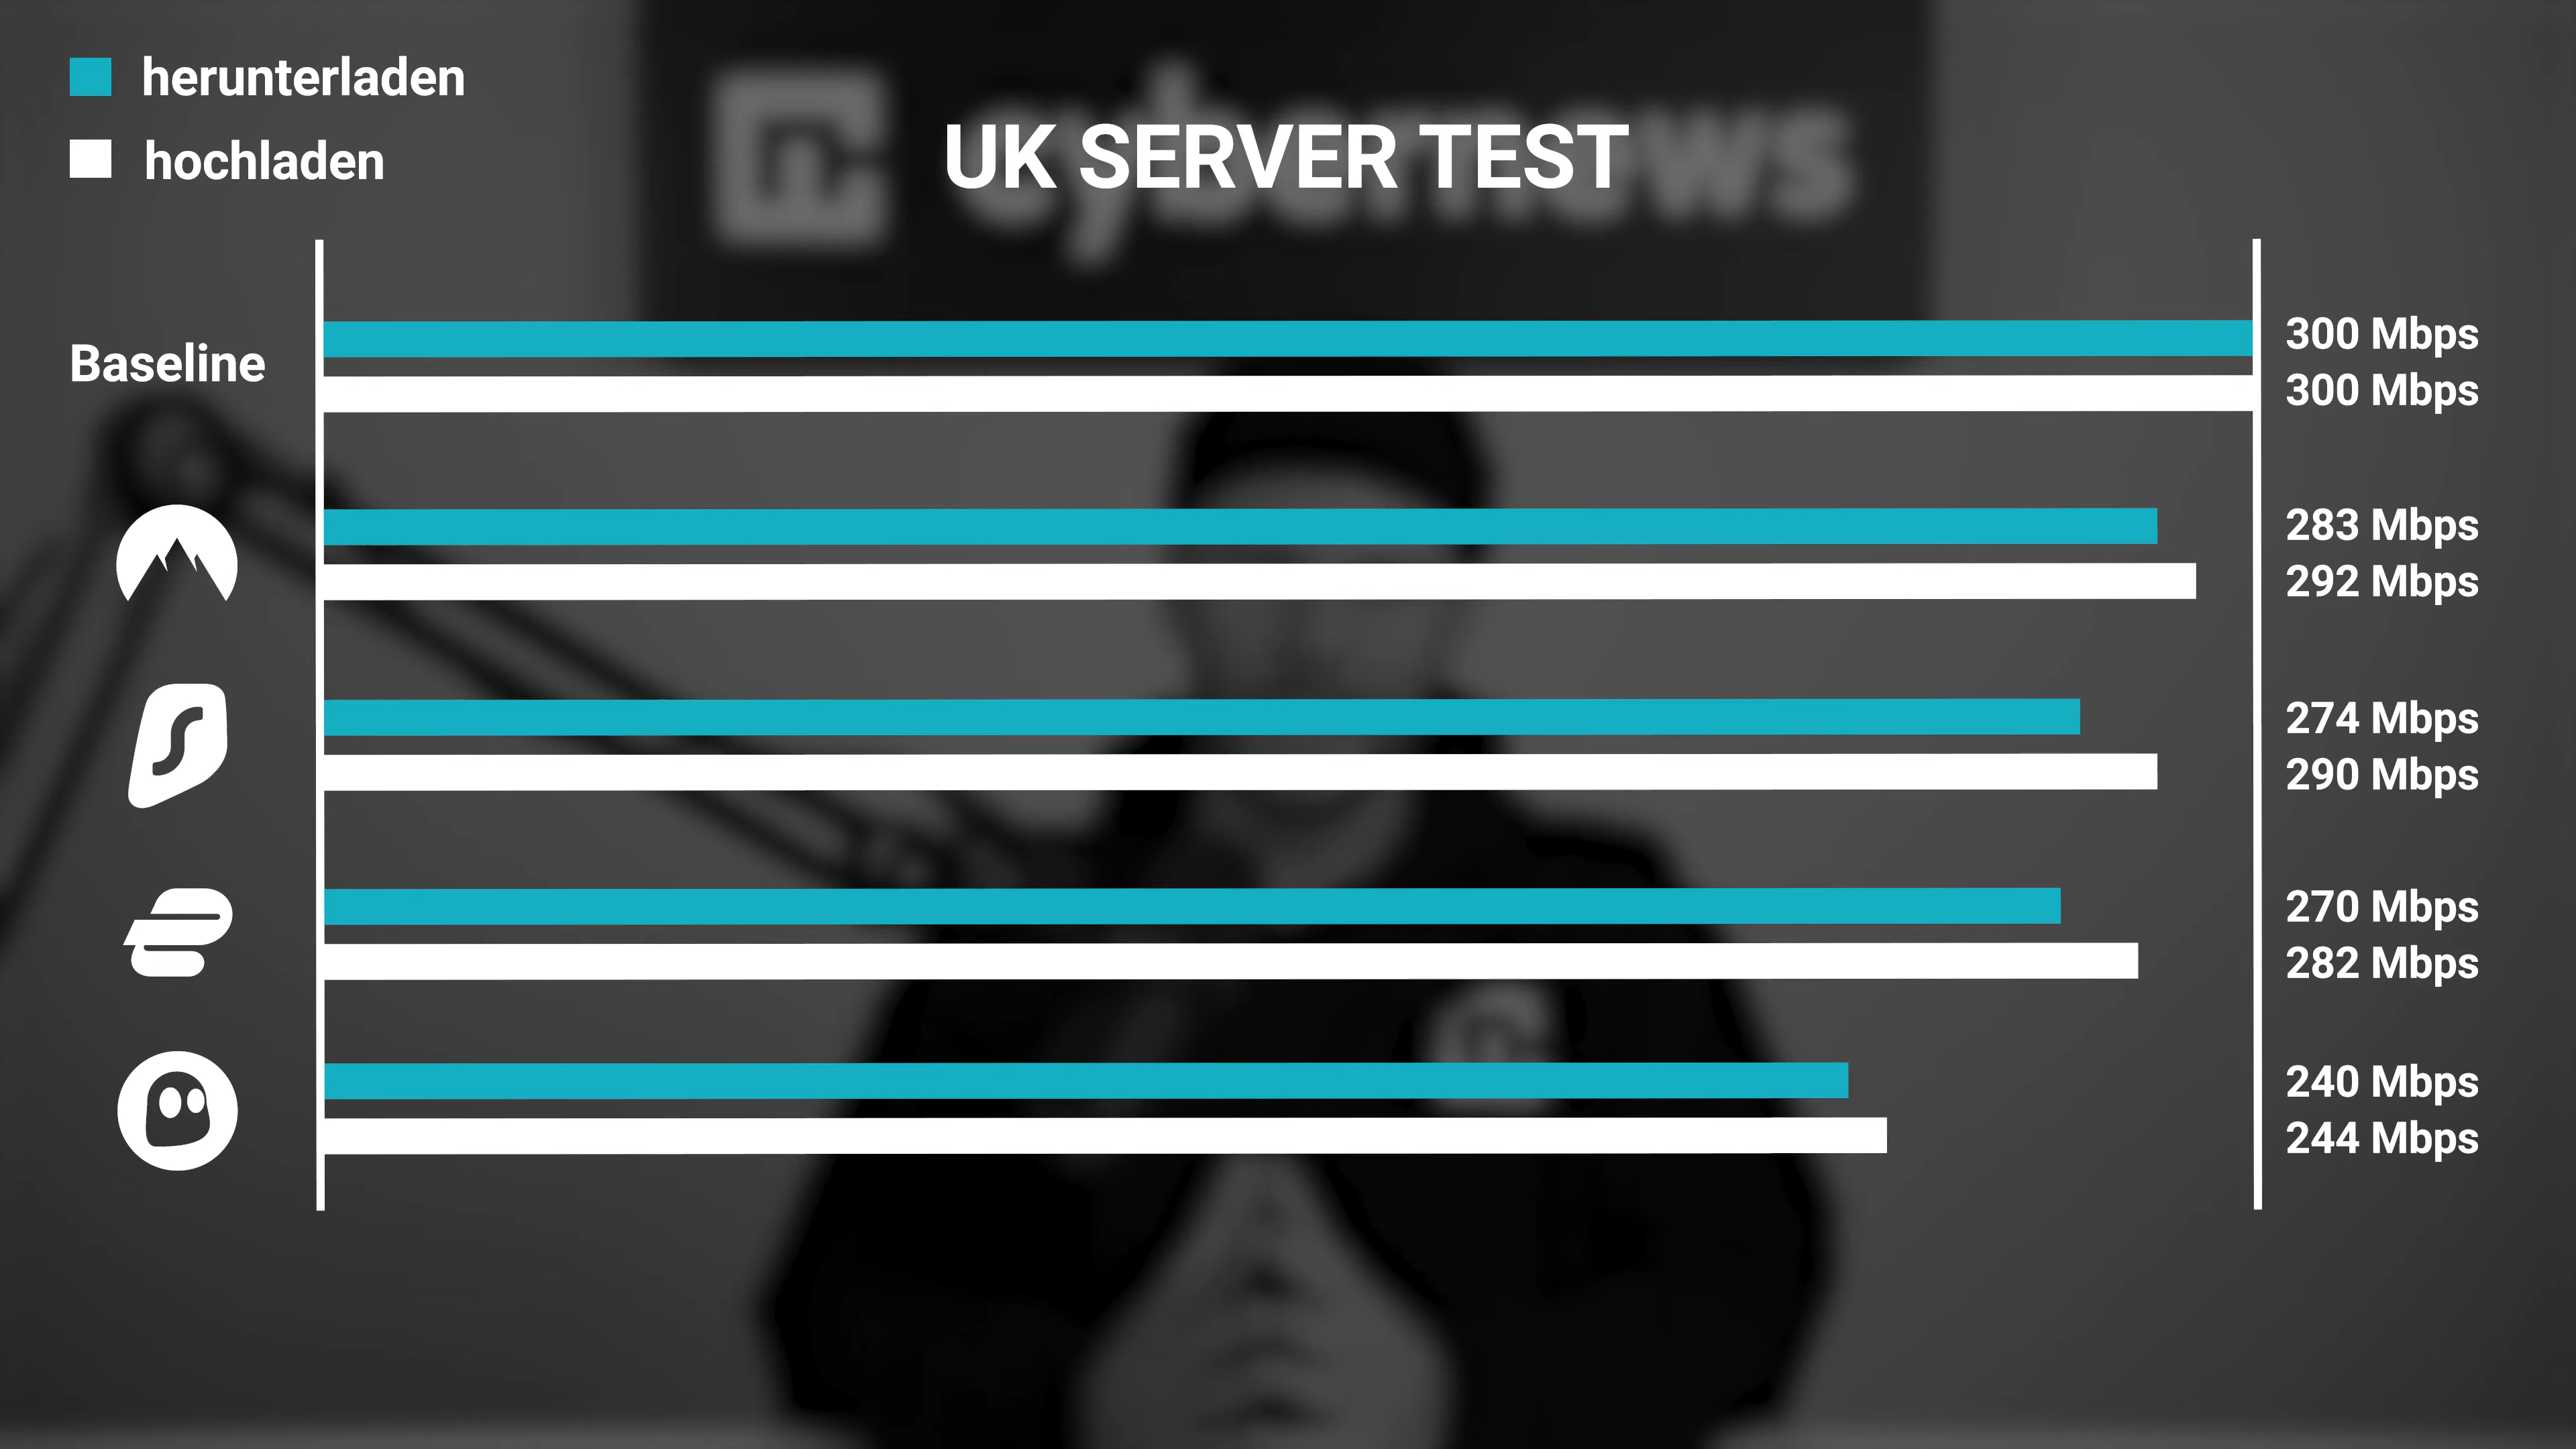 herunterladen
hochladen
cybernews
UK SERVER TEST
Baseline
300 Mbps
300 Mbps
283 Mbps
292 Mbps
274 Mbps
290 Mbps
270 Mbps
282 Mbps
240 Mbps
244 Mbps